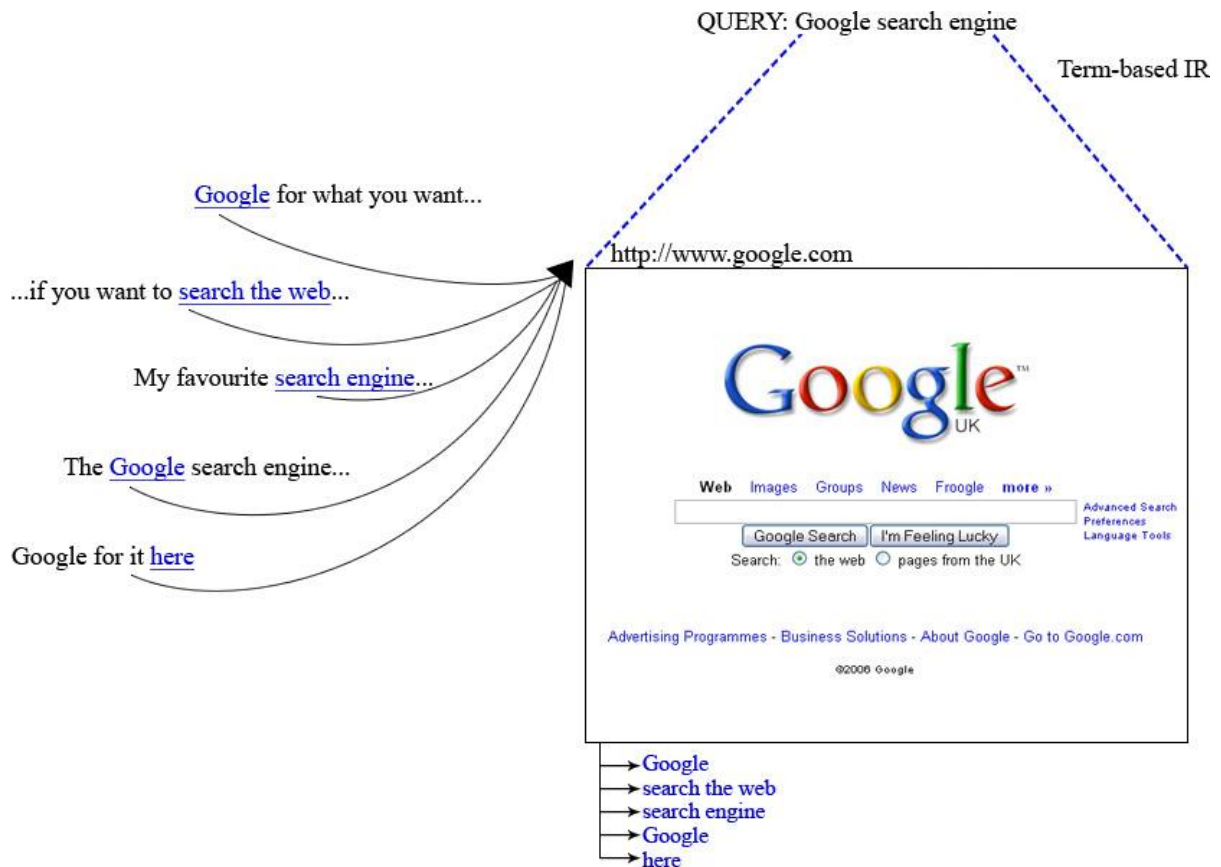 QUERY: Google search engine
Term-based IR
Google for what you want...
...if you want to search the web...
My favourite search engine...
The Google search engine...
Google for it here
http://www.google.com
Google™
UK
Web Images Groups News Froogle more »
Advanced Search
Preferences
Language Tools
Google Search I'm Feeling Lucky
Search: the web pages from the UK
Advertising Programmes - Business Solutions - About Google - Go to Google.com
©2006 Google
Google
search the web
search engine
Google
here